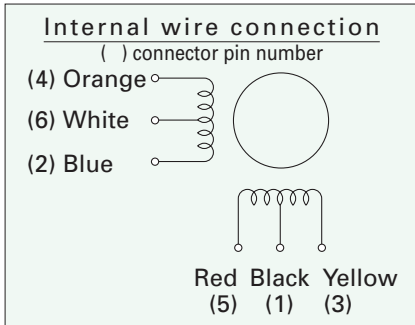 Internal wire connection
( ) connector pin number
(4) Orange
(6) White
(2) Blue
Red Black Yellow
(5) (1) (3)